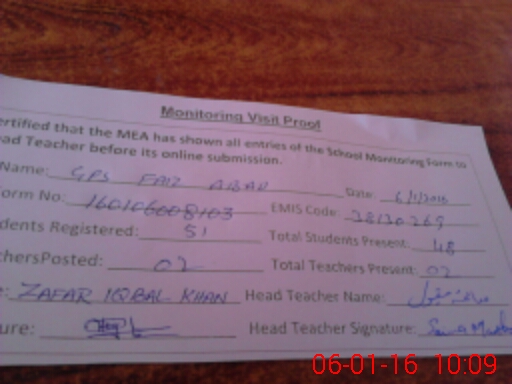 Monitoring Visit Proof
ertified that the MEA has shown all entries of the School Monitoring Form to
ead Teacher before its online submission.
Name: GPS FAIZ ABAD Date: 6/1/2016
orm No: 160106008103 EMIS Code: 38130269
dents Registered: 51 Total Students Present: 48
chersPosted: 02 Total Teachers Present: 02
e: ZAFAR IQBAL KHAN Head Teacher Name:
ure: Head Teacher Signature:
06-01-16 10:09